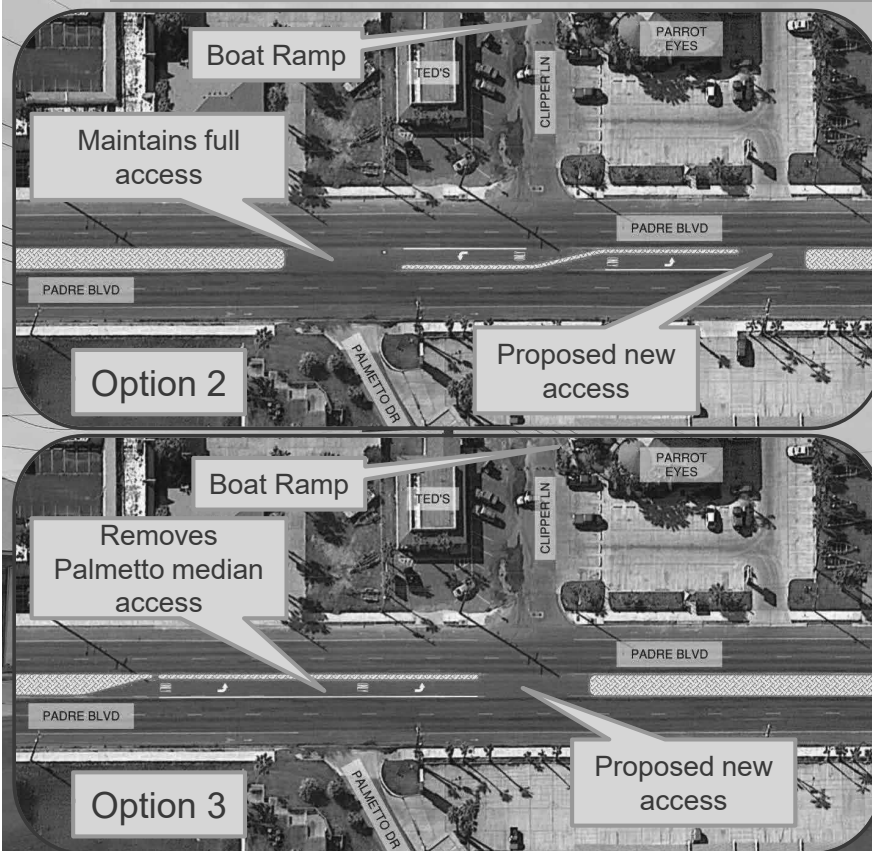 Boat Ramp
PARROT
EYES
TED'S
CLIPPER LN
Maintains full
access
PADRE BLVD
PADRE BLVD
PALMETTO DR
Proposed new
access
Option 2
Boat Ramp
PARROT
EYES
TED'S
CLIPPER LN
Removes
Palmetto median
access
PADRE BLVD
PADRE BLVD
PALMETTO DR
Proposed new
access
Option 3